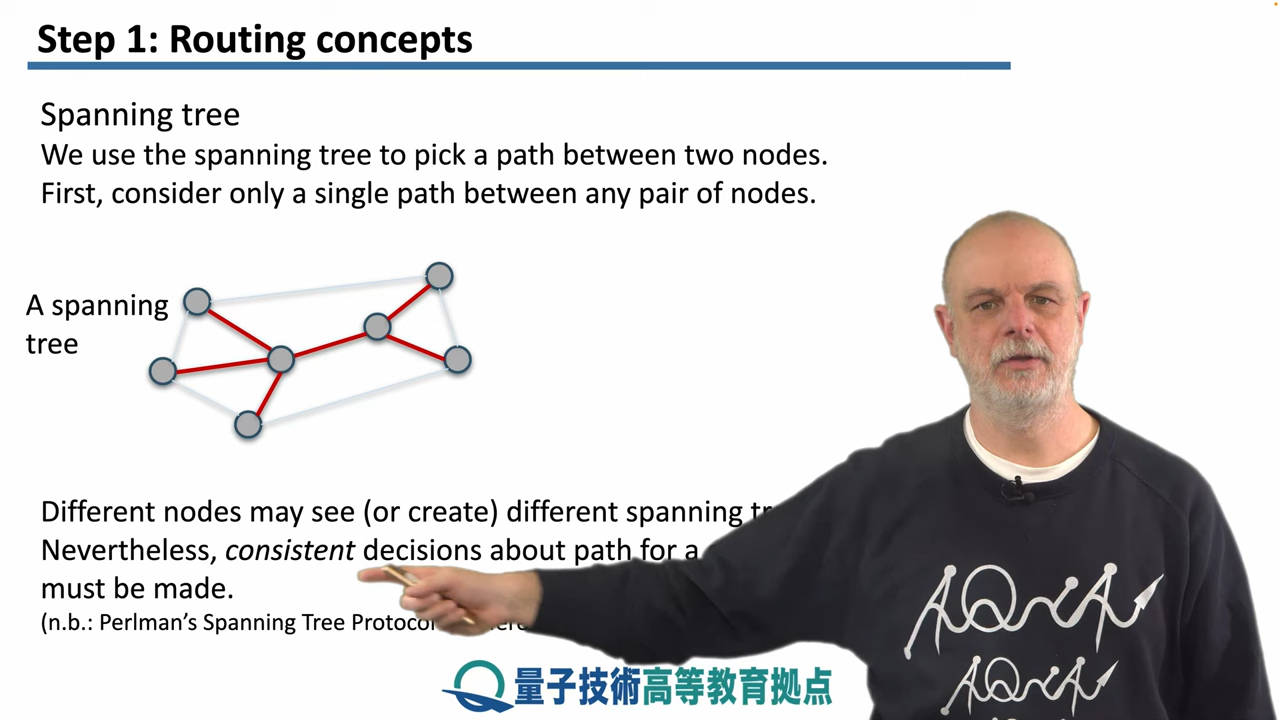 Step 1: Routing concepts
Spanning tree
We use the spanning tree to pick a path between two nodes.
First, consider only a single path between any pair of nodes.
A spanning
tree
Different nodes may see (or create) different spanning
Nevertheless, consistent decisions about path for a
must be made.
(n.b.: Perlman's Spanning Tree
量子技術高等教育拠点